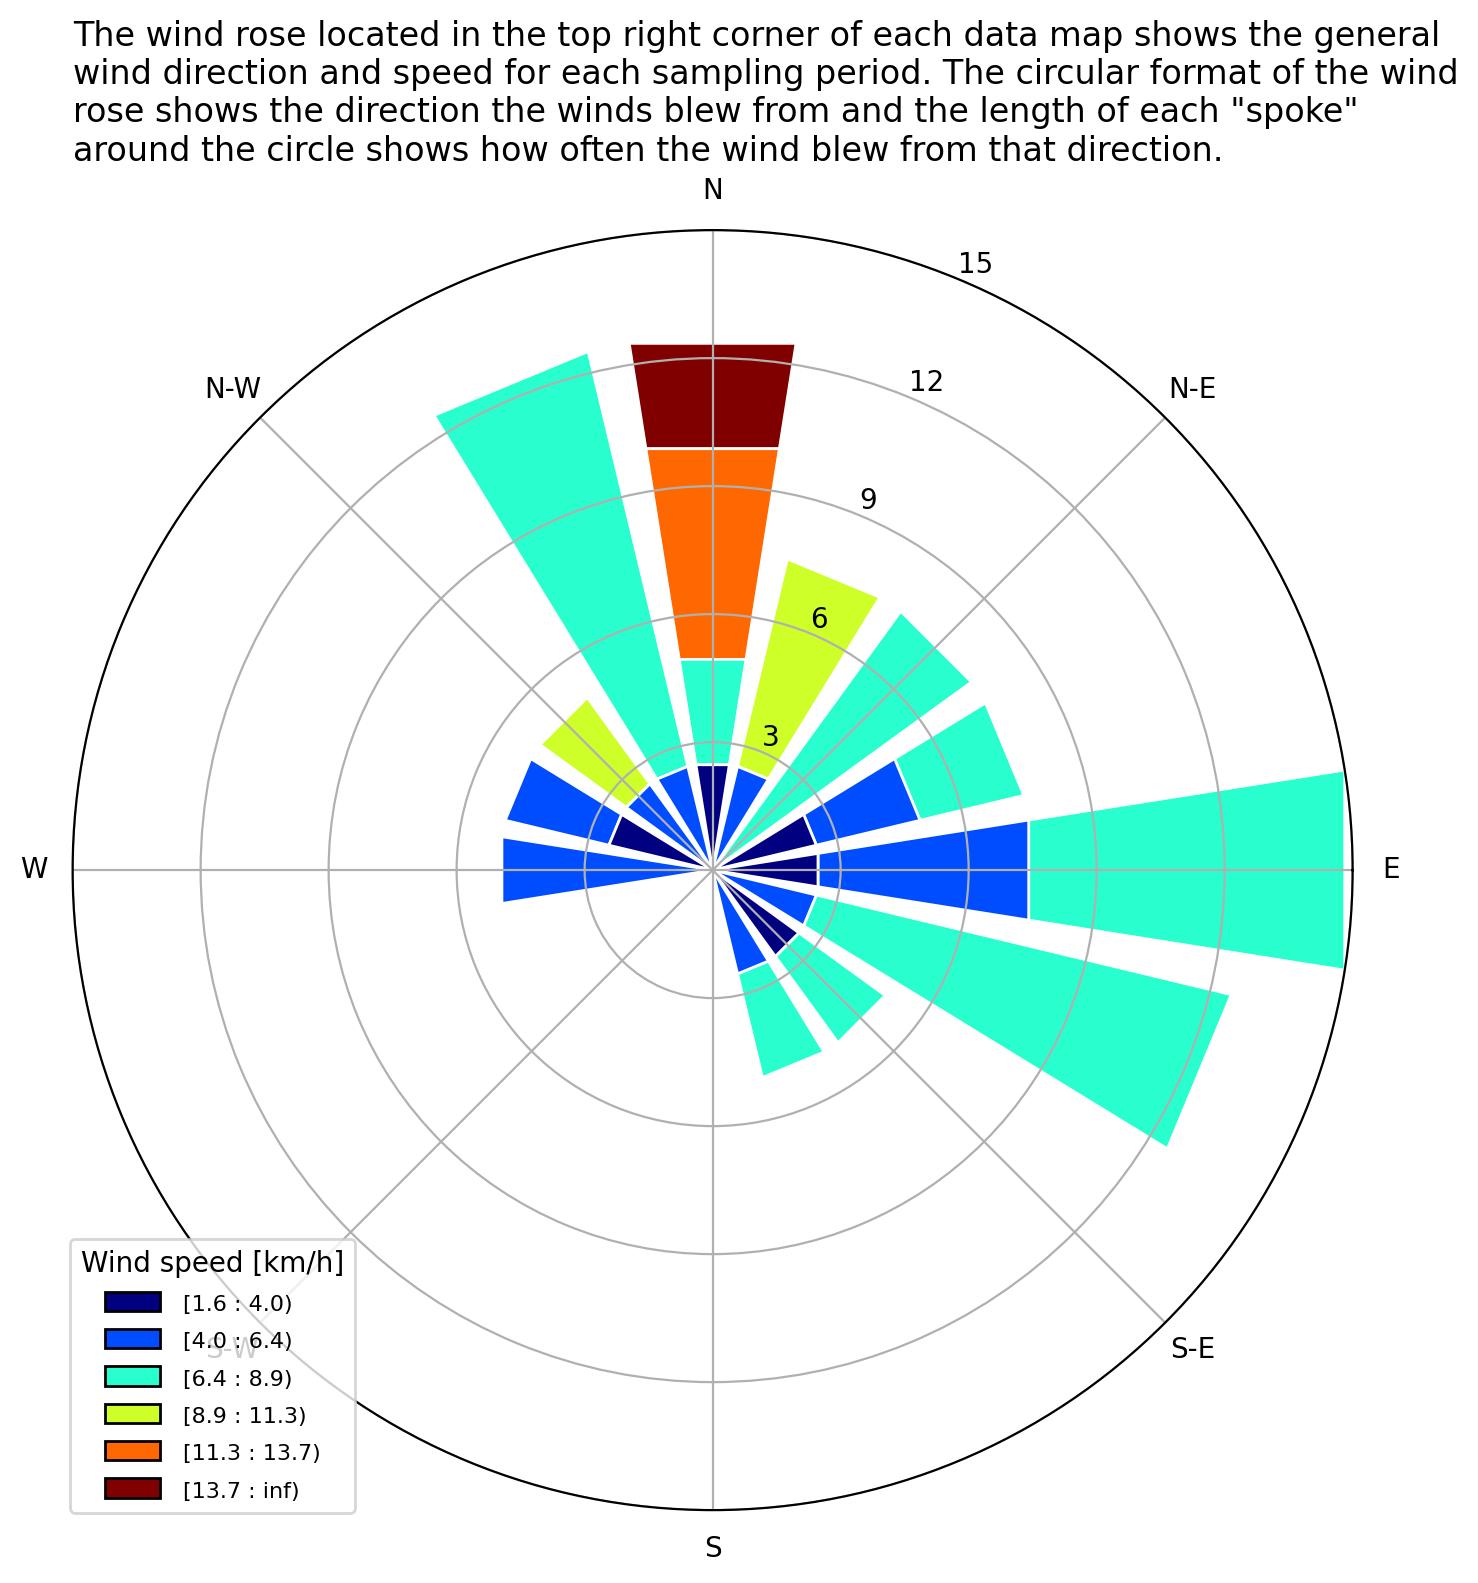 The wind rose located in the top right corner of each data map shows the general
wind direction and speed for each sampling period. The circular format of the wind
rose shows the direction the winds blew from and the length of each "spoke"
around the circle shows how often the wind blew from that direction.
N
15
N-W
12
N-E
9
6
3
W
E
Wind speed [km/h]
[1.6 : 4.0)
[4.0 : 6.4)
S-W
S-E
[6.4 : 8.9)
[8.9 : 11.3)
[11.3 : 13.7)
[13.7 : inf)
S